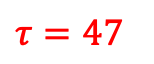 τ = 47